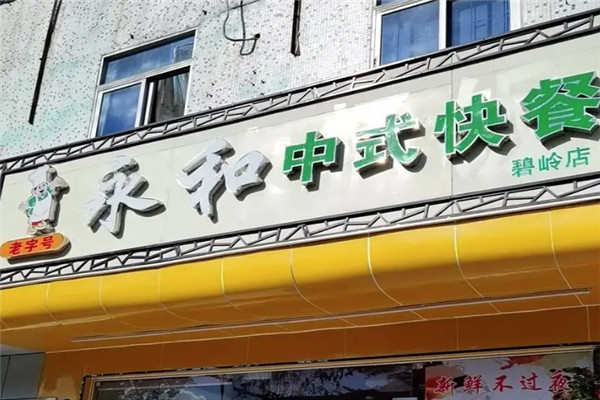 永和中式快餐
碧岭店
老字号
新鲜不过夜